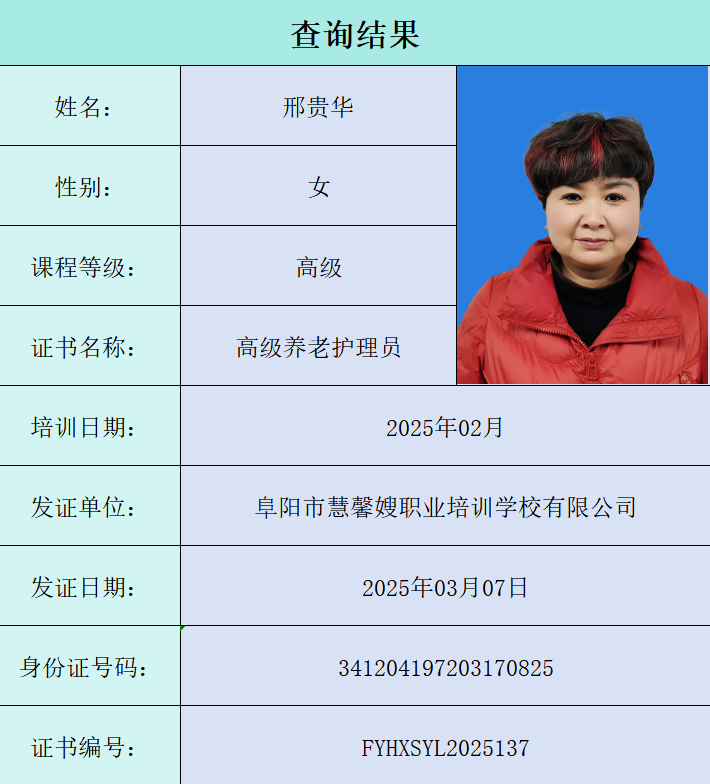 查询结果
姓名： 邢贵华
性别： 女
课程等级： 高级
证书名称： 高级养老护理员
培训日期： 2025年02月
发证单位： 阜阳市慧馨嫂职业培训学校有限公司
发证日期： 2025年03月07日
身份证号码： 341204197203170825
证书编号： FYHXSYL2025137